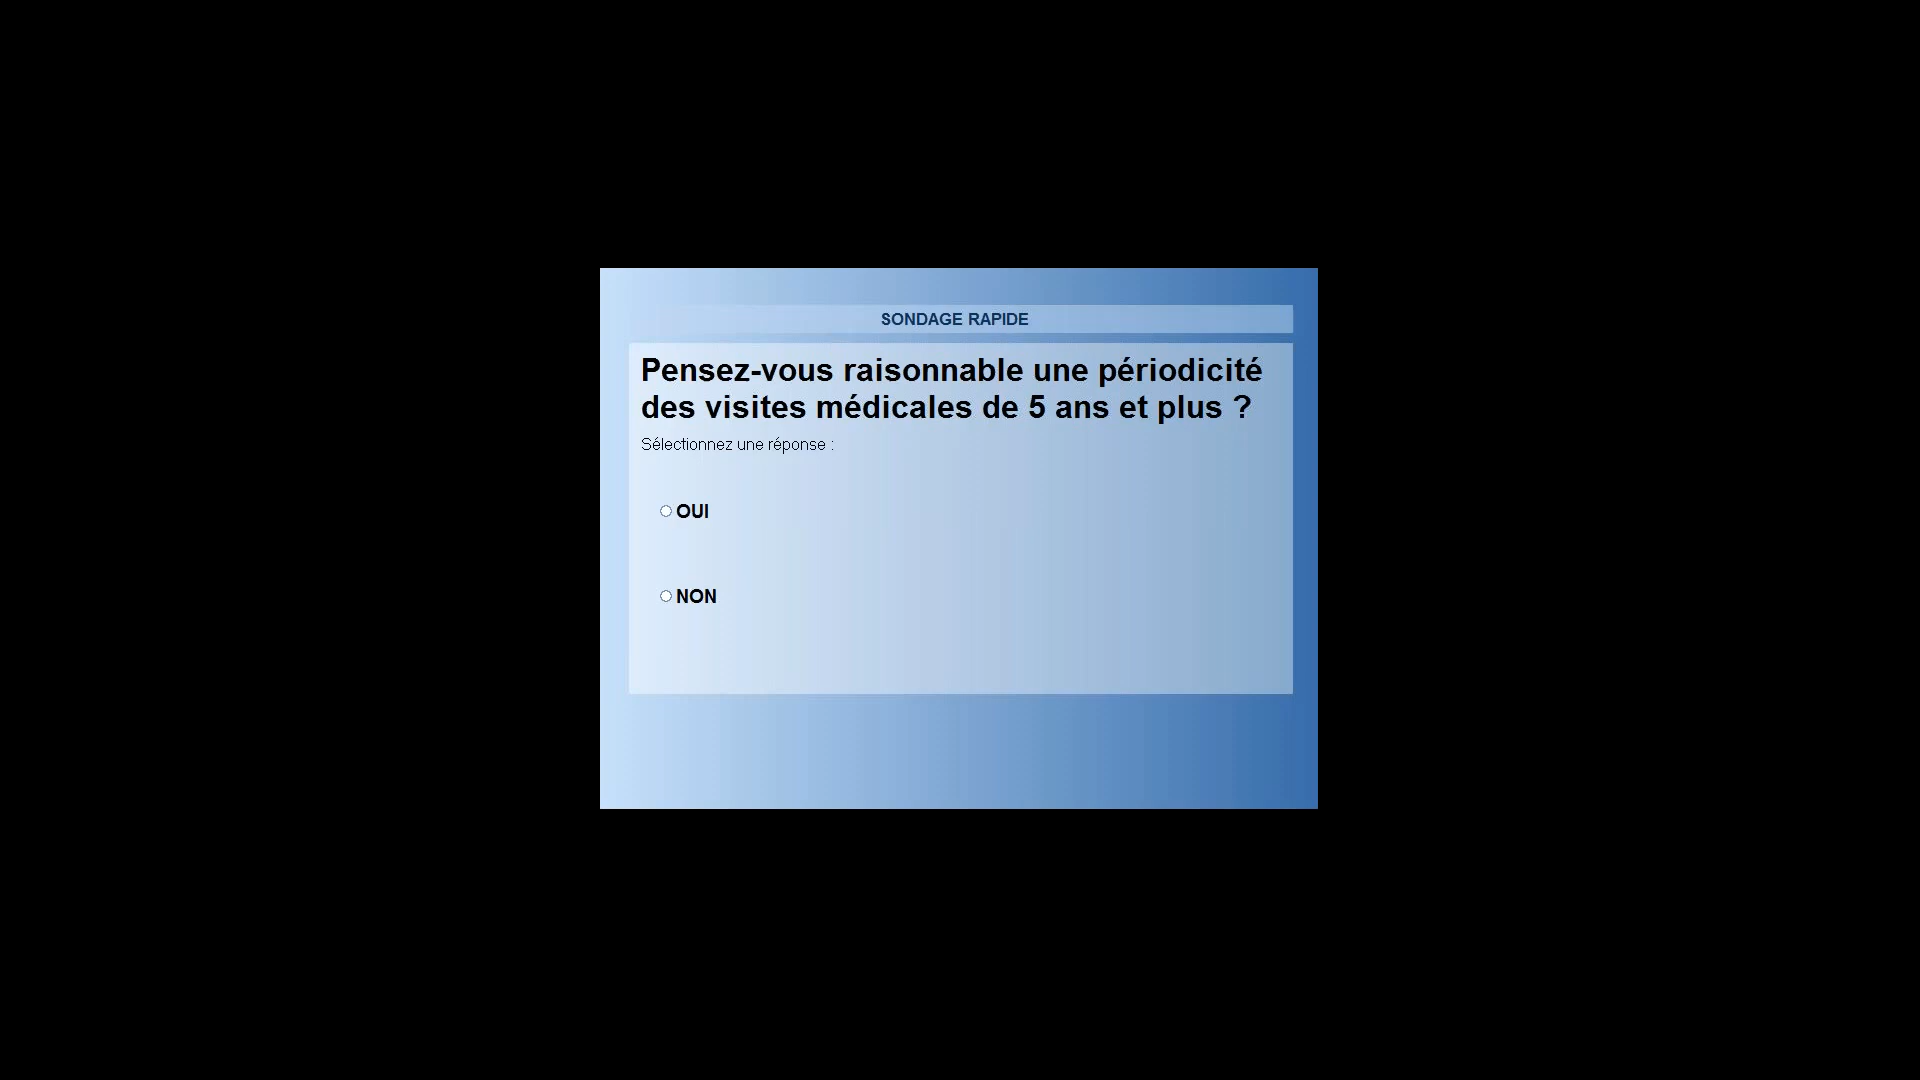 SONDAGE RAPIDE
Pensez-vous raisonnable une périodicité
des visites médicales de 5 ans et plus ?
Sélectionnez une réponse :
OUI
NON